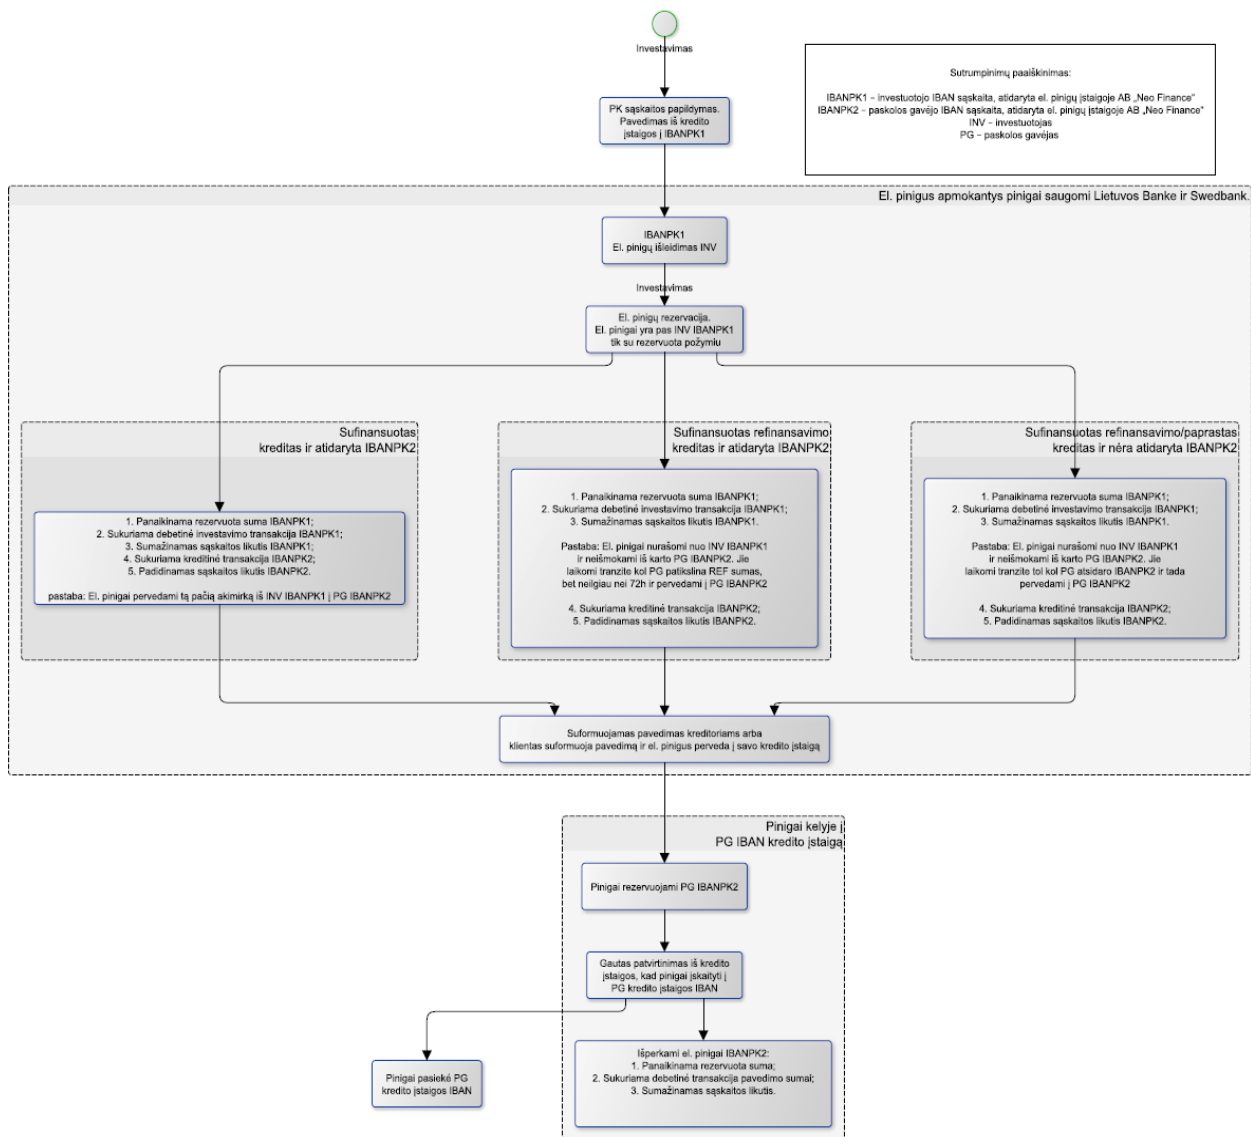 Investavimas
Sutrumpinimų paaiškinimas:
IBANPK1 – investuotojo IBAN sąskaita, atidaryta el. pinigų įstaigoje AB „Neo Finance“
IBANPK2 – paskolos gavėjo IBAN sąskaita, atidaryta el. pinigų įstaigoje AB „Neo Finance“
INV – investuotojas
PG – paskolos gavėjas
PK sąskaitos papildymas.
Pavedimas iš kredito
įstaigos į IBANPK1
El. pinigus apmokantys pinigai saugomi Lietuvos Banke ir Swedbank.
IBANPK1
El. pinigų išleidimas INV
Investavimas
El. pinigų rezervacija.
El. pinigai yra pas INV IBANPK1
tik su rezervuota požymiu
Sufinansuotas
kreditas ir atidaryta IBANPK2
1. Panaikinama rezervuota suma IBANPK1;
2. Sukuriama debetinė investavimo transakcija IBANPK1;
3. Sumažinamas sąskaitos likutis IBANPK1;
4. Sukuriama kreditinė transakcija IBANPK2;
5. Padidinamas sąskaitos likutis IBANPK2.
pastaba: El. pinigai pervedami tą pačią akimirką iš INV IBANPK1 į PG IBANPK2
Sufinansuotas refinansavimo
kreditas ir atidaryta IBANPK2
1. Panaikinama rezervuota suma IBANPK1;
2. Sukuriama debetinė investavimo transakcija IBANPK1;
3. Sumažinamas sąskaitos likutis IBANPK1.
Pastaba: El. pinigai nurašomi nuo INV IBANPK1
ir neišmokami iš karto PG IBANPK2. Jie
laikomi tranzite kol PG patikslina REF sumas,
bet neilgiau nei 72h ir pervedami į PG IBANPK2
4. Sukuriama kreditinė transakcija IBANPK2;
5. Padidinamas sąskaitos likutis IBANPK2.
Sufinansuotas refinansavimo/paprastas
kreditas ir nėra atidaryta IBANPK2
1. Panaikinama rezervuota suma IBANPK1;
2. Sukuriama debetinė investavimo transakcija IBANPK1;
3. Sumažinamas sąskaitos likutis IBANPK1.
Pastaba: El. pinigai nurašomi nuo INV IBANPK1
ir neišmokami iš karto PG IBANPK2. Jie
laikomi tranzite tol kol PG atsidaro IBANPK2 ir tada
pervedami į PG IBANPK2
4. Sukuriama kreditinė transakcija IBANPK2;
5. Padidinamas sąskaitos likutis IBANPK2.
Suformuojamas pavedimas kreditoriams arba
klientas suformuoja pavedimą ir el. pinigus perveda į savo kredito įstaigą
Pinigai kelyje į
PG IBAN kredito įstaigą
Pinigai rezervuojami PG IBANPK2
Gautas patvirtinimas iš kredito
įstaigos, kad pinigai įskaityti į
PG kredito įstaigos IBAN
Pinigai pasiekė PG
kredito įstaigos IBAN
Išperkami el. pinigai IBANPK2:
1. Panaikinama rezervuota suma;
2. Sukuriama debetinė transakcija pavedimo sumai;
3. Sumažinamas sąskaitos likutis.